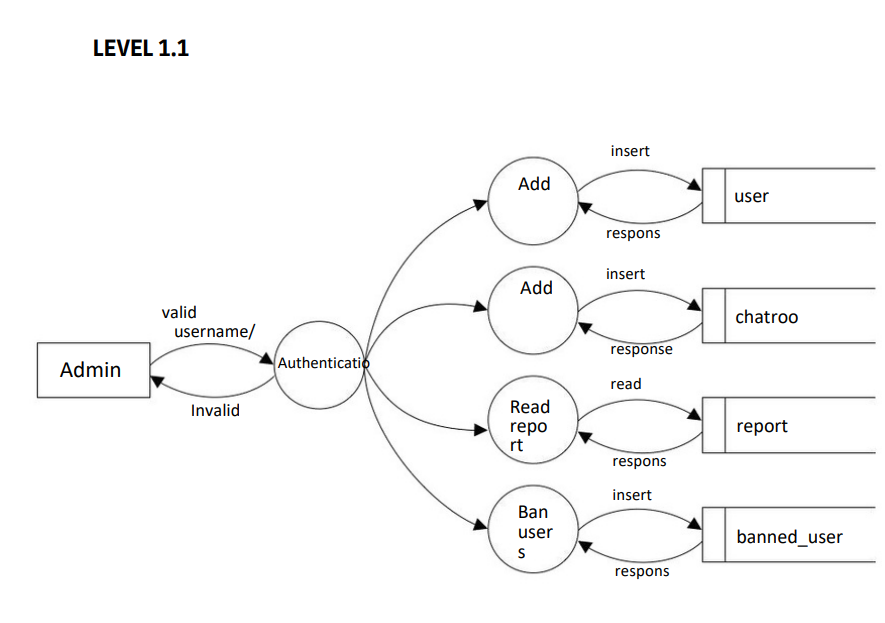 LEVEL 1.1
Admin
valid
username/
Invalid
Authenticatio
Add
insert
respons
user
Add
insert
response
chatroo
Read
repo
rt
read
respons
report
Ban
user
s
insert
respons
banned_user